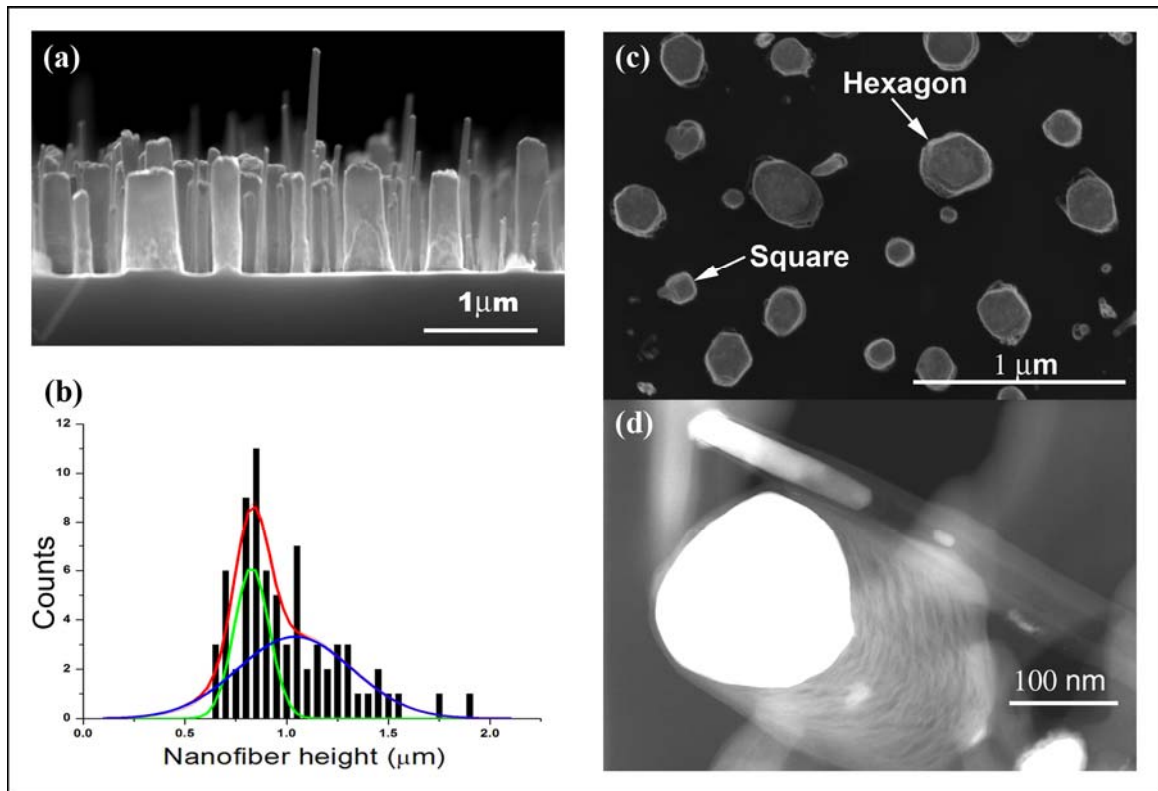 (a)
1μm
(b)
12
10
8
6
4
2
0
Counts
0.0 0.5 1.0 1.5 2.0
Nanofiber height (μm)
(c)
Hexagon
Square
1 μm
(d)
100 nm